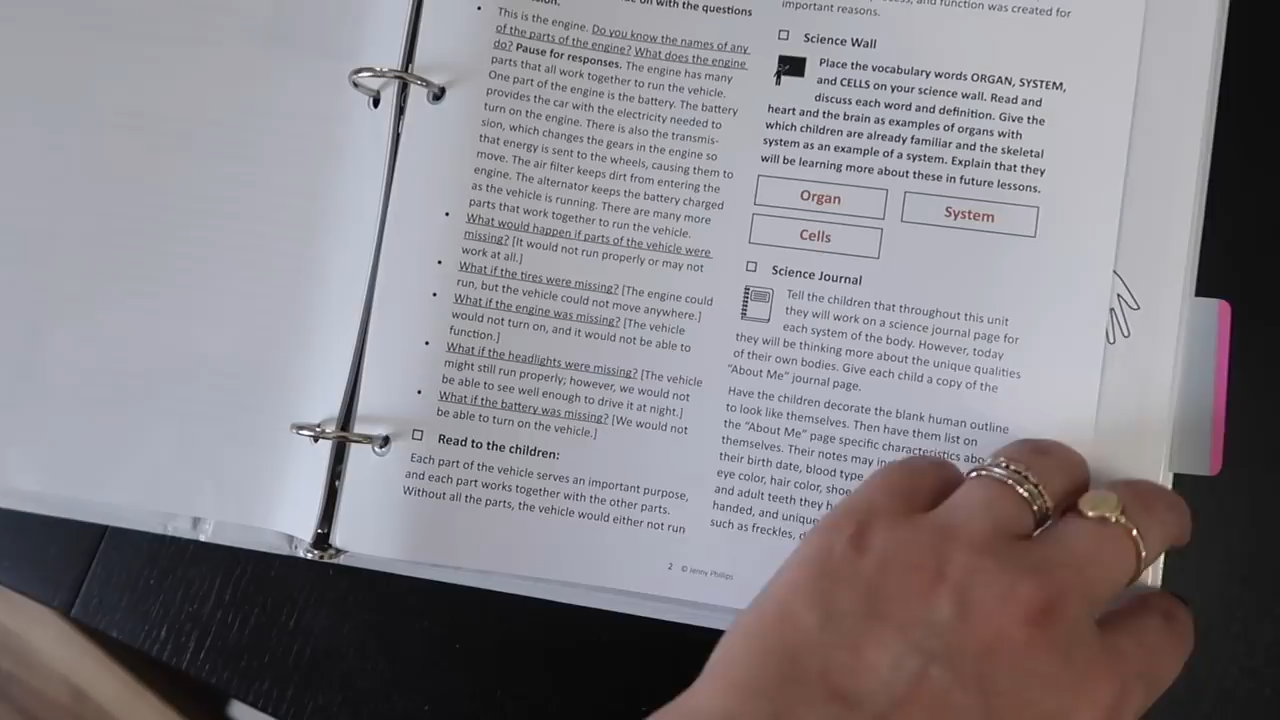 on with the questions
This is the engine. Do you know the names of any
of the parts of the engine? What does the engine
do? Pause for responses. The engine has many
parts that all work together to run the vehicle.
One part of the engine is the battery. The battery
provides the car with the electricity needed to
turn on the engine. There is also the transmis-
sion, which changes the gears in the engine so
that energy is sent to the wheels, causing them to
move. The air filter keeps dirt from entering the
engine. The alternator keeps the battery charged
as the vehicle is running. There are many more
parts that work together to run the vehicle.
What would happen if parts of the vehicle were
missing? [It would not run properly or may not
work at all.]
What if the tires were missing? [The engine could
run, but the vehicle could not move anywhere.]
What if the engine was missing? [The vehicle
would not turn on, and it would not be able to
function.]
What if the headlights were missing? [The vehicle
might still run properly; however, we would not
be able to see well enough to drive it at night.]
What if the battery was missing? [We would not
be able to turn on the vehicle.]
Read to the children:
Each part of the vehicle serves an important purpose,
and each part works together with the other parts.
Without all the parts, the vehicle would either not run
and function was created for
important reasons.
Science Wall
Place the vocabulary words ORGAN, SYSTEM,
and CELLS on your science wall. Read and
discuss each word and definition. Give the
heart and the brain as examples of organs with
which children are already familiar and the skeletal
system as an example of a system. Explain that they
will be learning more about these in future lessons.
Organ
System
Cells
Science Journal
Tell the children that throughout this unit
they will work on a science journal page for
each system of the body. However, today
they will be thinking more about the unique qualities
of their own bodies. Give each child a copy of the
"About Me" journal page.
Have the children decorate the blank human outline
to look like themselves. Then have them list on
the "About Me" page specific characteristics
themselves. Their notes may
their birth date, blood type
eye color, hair color, shoe
and adult teeth they
handed, and unique
such as freckles,
2 © Jenny Phillips